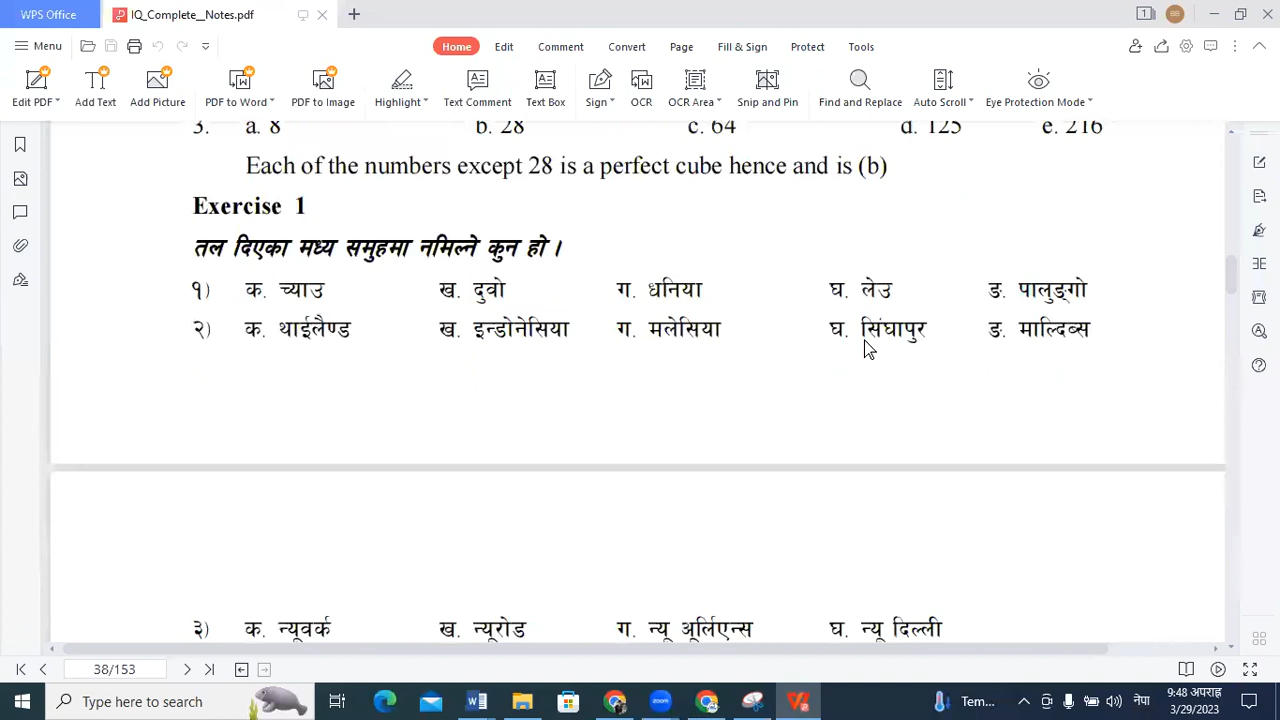 WPS Office IQ_Complete_Notes.pdf
Menu Home Edit Comment Convert Page Fill & Sign Protect Tools
Edit PDF Add Text Add Picture PDF to Word PDF to Image Highlight Text Comment Text Box Sign OCR OCR Area Snip and Pin Find and Replace Auto Scroll Eye Protection Mode
3. a. 8 b. 28 c. 64 d. 125 e. 216
Each of the numbers except 28 is a perfect cube hence and is (b)
Exercise 1
तल दिएका मध्य समुहमा नमिल्ने कुन हो ।
१) क. च्याउ ख. दुवो ग. धनिया घ. लेउ ङ. पालुङ्गो
२) क. थाईलैण्ड ख. इन्डोनेसिया ग. मलेसिया घ. सिंघापुर ङ. माल्दिब्स
३) क. न्यूवर्क ख. न्यूरोड ग. न्यू अूर्लिएन्स घ. न्यू दिल्ली
38/153
Type here to search Tem... नेपा 9:48 अपराह्न
3/29/2023